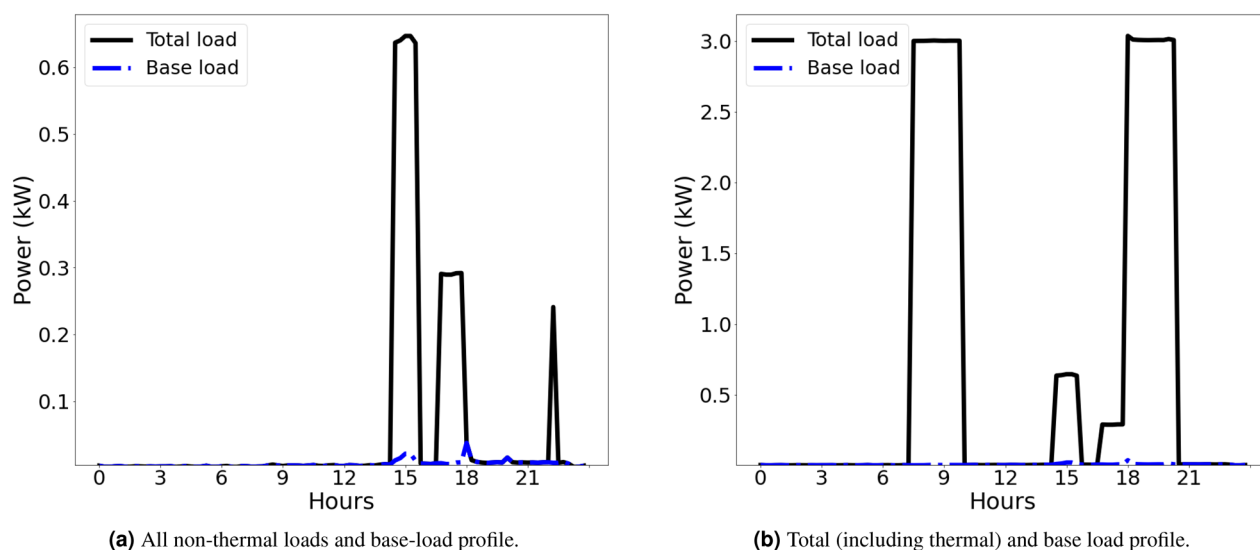 Total load
Base load
0.6
0.5
0.4
0.3
0.2
0.1
Power (kW)
0 3 6 9 12 15 18 21
Hours
(a) All non-thermal loads and base-load profile.
Total load
Base load
3.0
2.5
2.0
1.5
1.0
0.5
Power (kW)
0 3 6 9 12 15 18 21
Hours
(b) Total (including thermal) and base load profile.